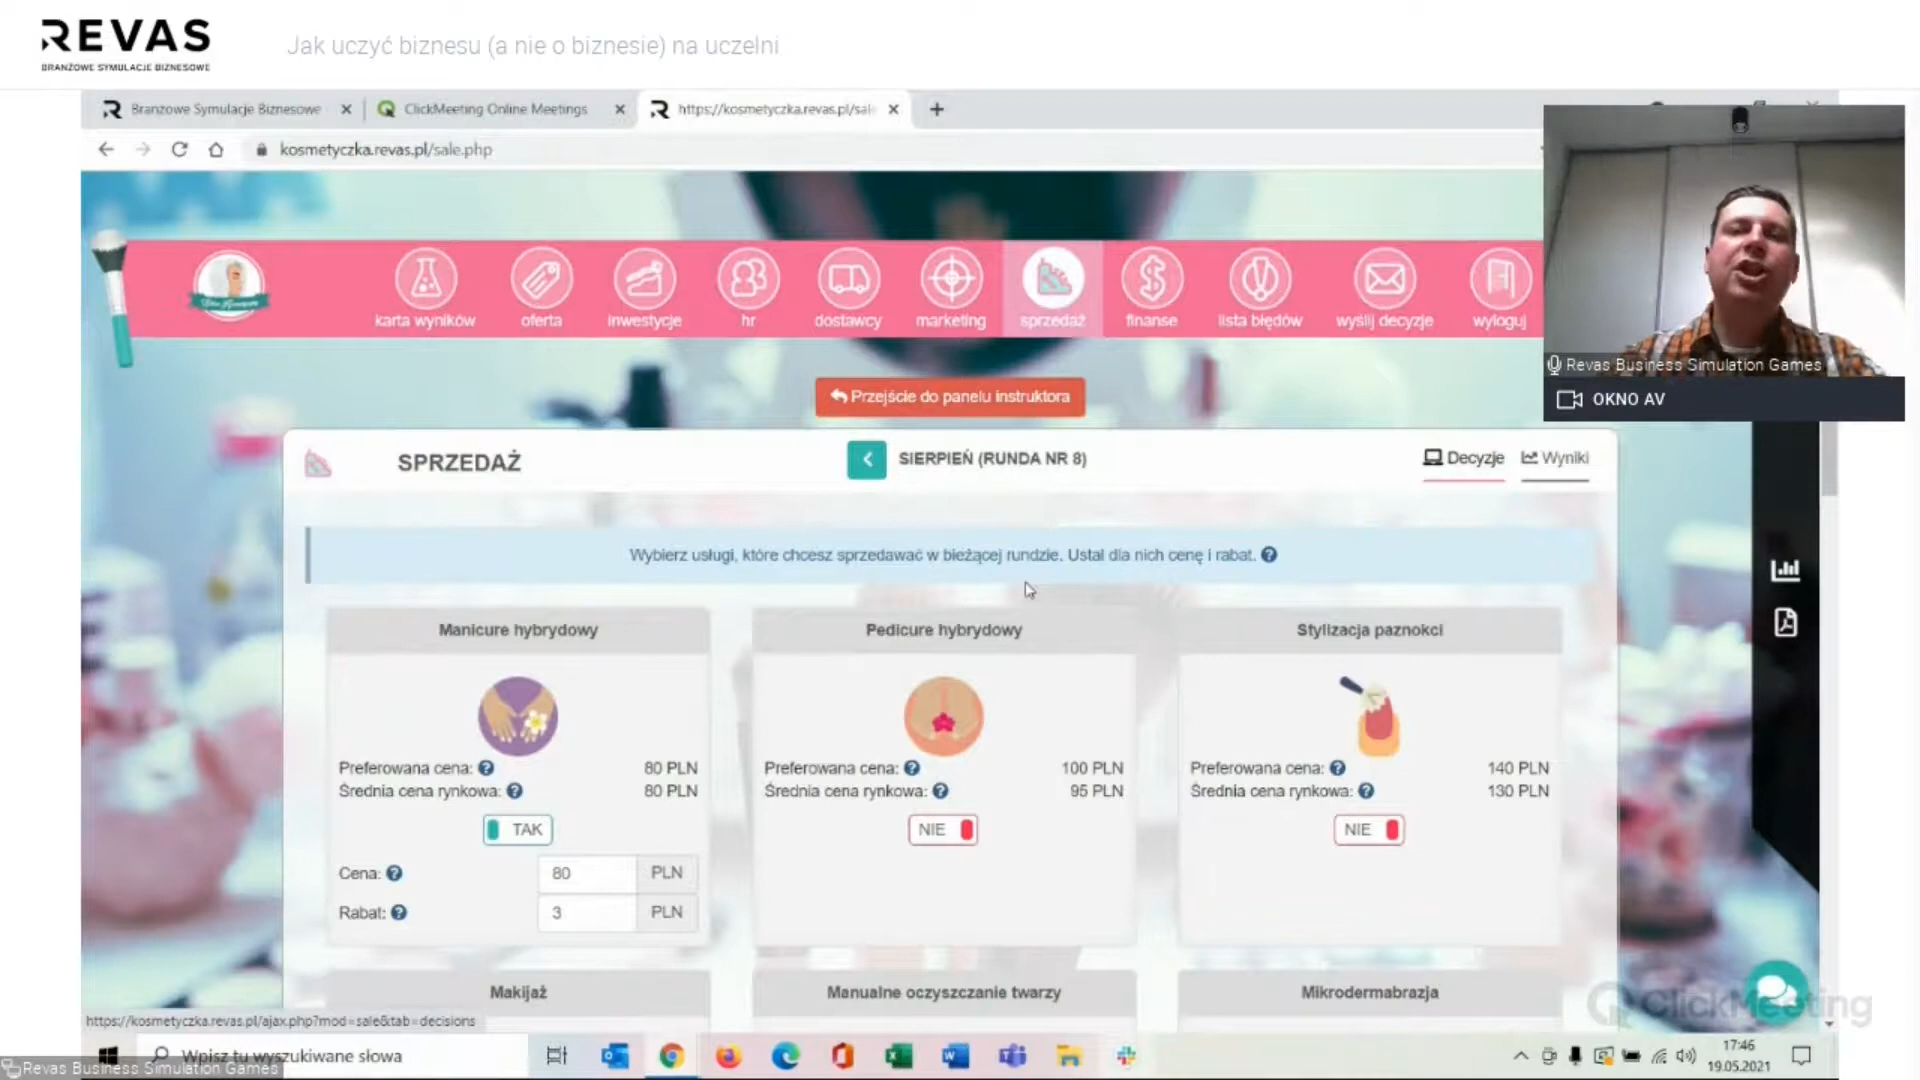 REVAS
BRANŻOWE SYMULACJE BIZNESOWE
Jak uczyć biznesu (a nie o biznesie) na uczelni
Branżowe Symulacje Biznesowe
ClickMeeting Online Meetings
https://kosmetyczka.revas.pl/sale
kosmetyczka.revas.pl/sale.php
karta wyników
oferta
inwestycje
hr
dostawcy
marketing
sprzedaż
finanse
lista błędów
wyślij decyzje
wyloguj
Revas Business Simulation Games
OKNO AV
Przejście do panelu instruktora
SPRZEDAŻ
SIERPIEŃ (RUNDA NR 8)
Decyzje
Wyniki
Wybierz usługi, które chcesz sprzedawać w bieżącej rundzie. Ustal dla nich cenę i rabat.
Manicure hybrydowy
Preferowana cena: 80 PLN
Średnia cena rynkowa: 80 PLN
TAK
Cena: 80 PLN
Rabat: 3 PLN
Pedicure hybrydowy
Preferowana cena: 100 PLN
Średnia cena rynkowa: 95 PLN
NIE
Stylizacja paznokci
Preferowana cena: 140 PLN
Średnia cena rynkowa: 130 PLN
NIE
Makijaż
Manualne oczyszczanie twarzy
Mikrodermabrazja
ClickMeeting
https://kosmetyczka.revas.pl/ajax.php?mod=sale&tab=decisions
Wpisz tu wyszukiwane słowa
Revas Business Simulation Games
17:46
19.05.2021